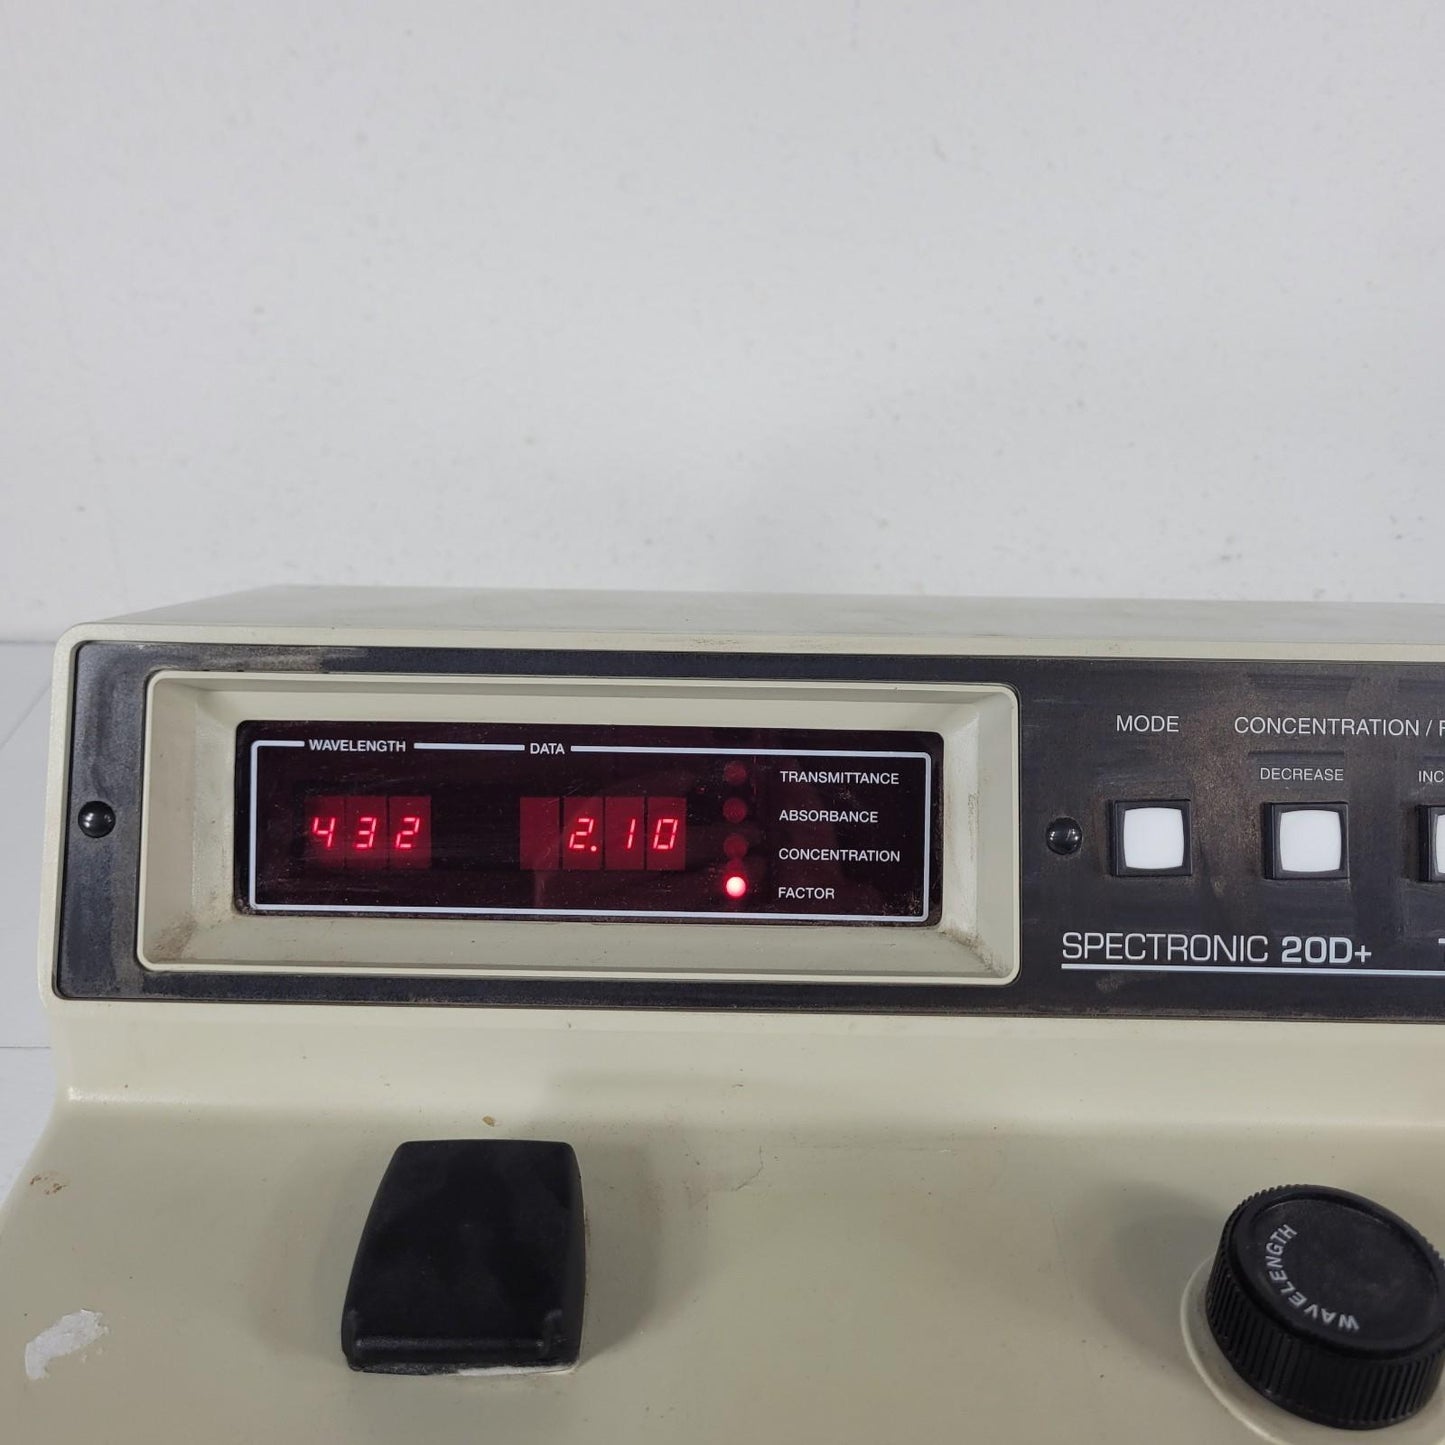 WAVELENGTH DATA
432 2.10
TRANSMITTANCE
ABSORBANCE
CONCENTRATION
FACTOR
MODE CONCENTRATION /
DECREASE
SPECTRONIC 20D+
WAVELENGTH